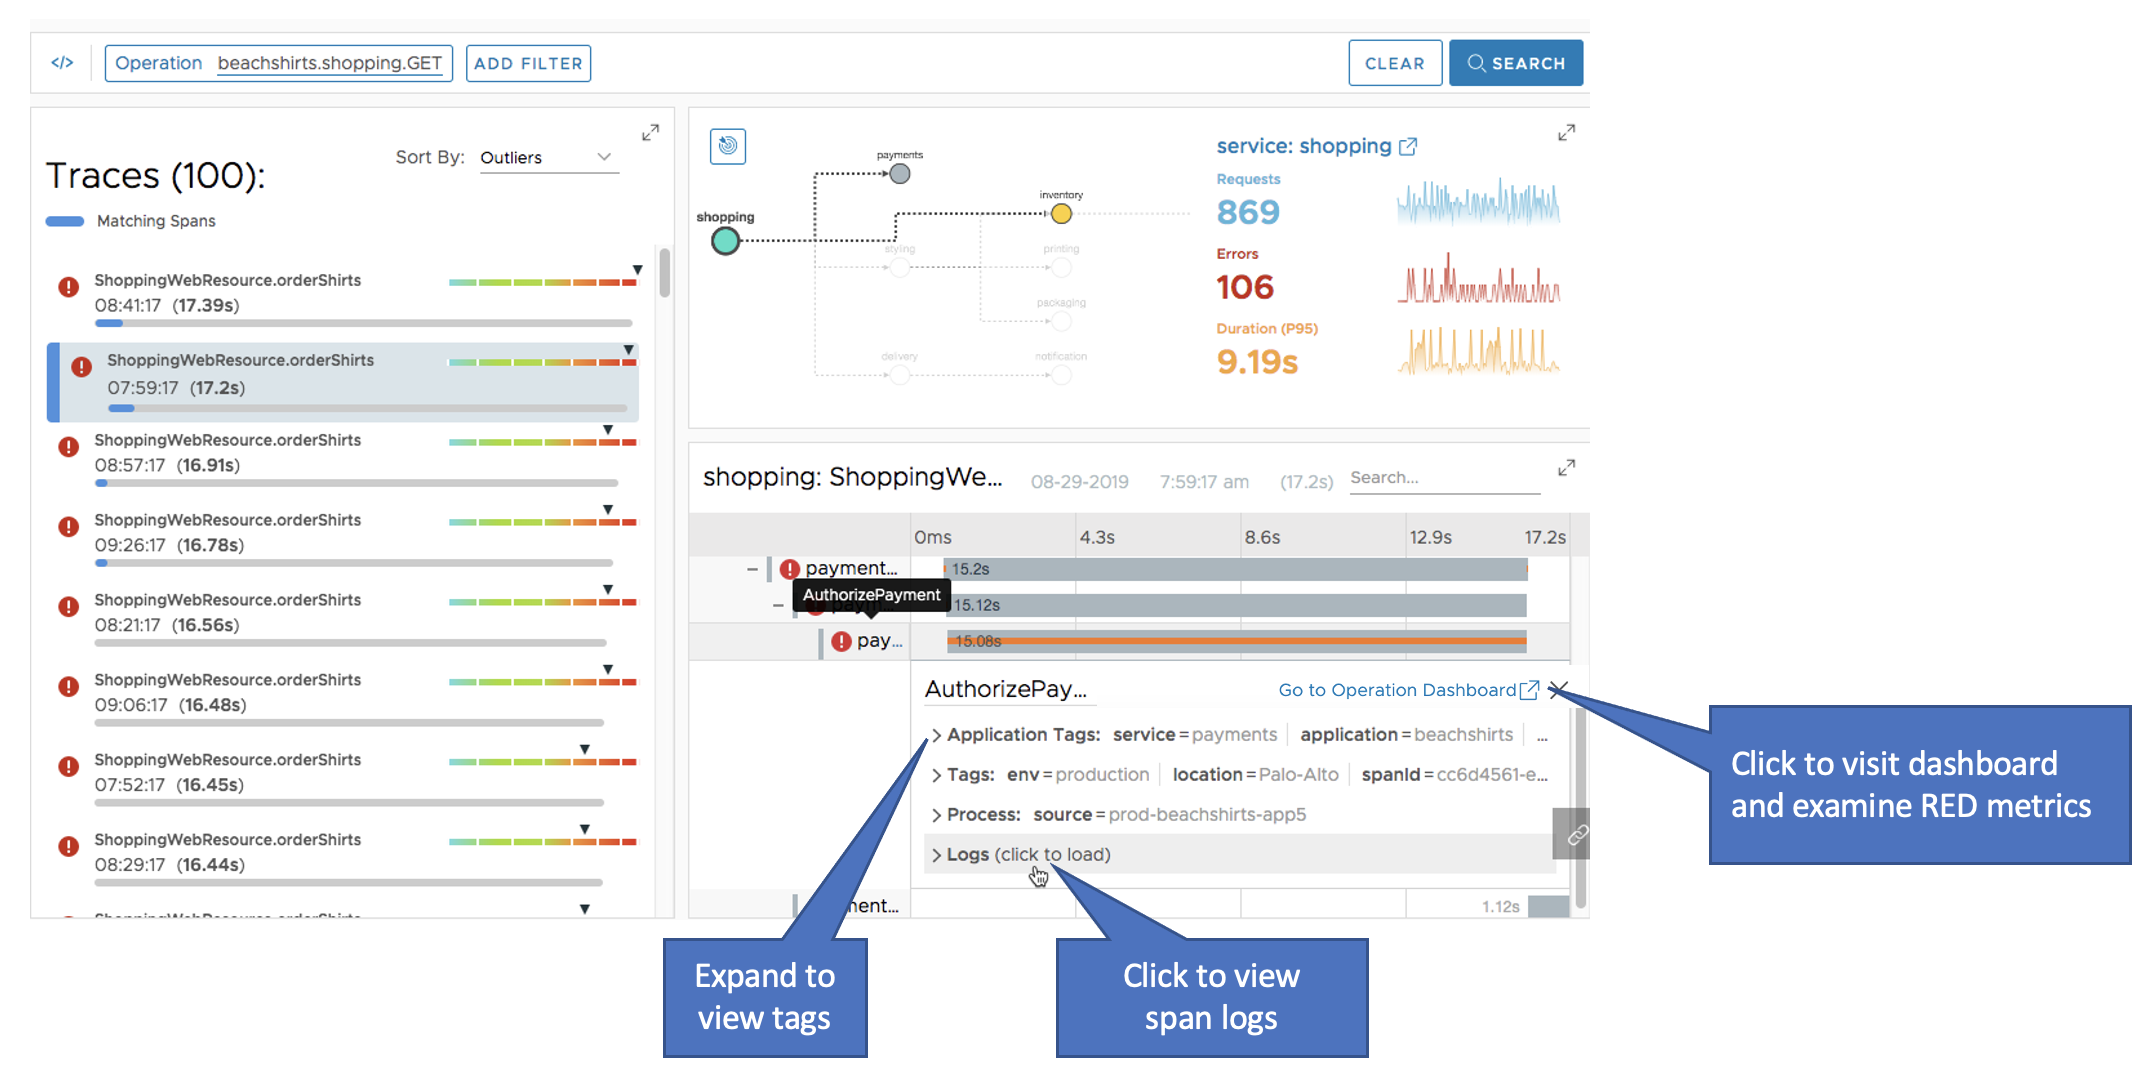 </> Operation beachshirts.shopping.GET ADD FILTER CLEAR SEARCH
Traces (100):
Sort By: Outliers
Matching Spans
ShoppingWebResource.orderShirts
08:41:17 (17.39s)
ShoppingWebResource.orderShirts
07:59:17 (17.2s)
ShoppingWebResource.orderShirts
08:57:17 (16.91s)
ShoppingWebResource.orderShirts
09:26:17 (16.78s)
ShoppingWebResource.orderShirts
08:21:17 (16.56s)
ShoppingWebResource.orderShirts
09:06:17 (16.48s)
ShoppingWebResource.orderShirts
07:52:17 (16.45s)
ShoppingWebResource.orderShirts
08:29:17 (16.44s)
shopping
payments
inventory
styling
printing
packaging
delivery
notification
service: shopping
Requests
869
Errors
106
Duration (P95)
9.19s
shopping: ShoppingWe... 08-29-2019 7:59:17 am (17.2s) Search...
0ms 4.3s 8.6s 12.9s 17.2s
payment... 15.2s
AuthorizePayment
15.12s
pay... 15.08s
AuthorizePay... Go to Operation Dashboard
Application Tags: service=payments application=beachshirts ...
Tags: env=production location=Palo-Alto spanId=cc6d4561-e...
Process: source=prod-beachshirts-app5
Logs (click to load)
1.12s
Expand to
view tags
Click to view
span logs
Click to visit dashboard
and examine RED metrics